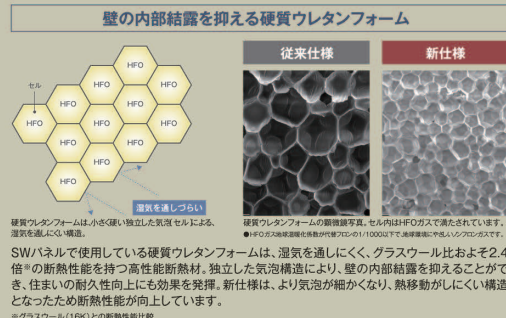 壁の内部結露を抑える硬質ウレタンフォーム
従来仕様
新仕様
セル
HFO
HFO
HFO
HFO
HFO
HFO
HFO
HFO
HFO
HFO
HFO
湿気を通しづらい
硬質ウレタンフォームは、小さく硬い独立した気泡(セル)による、
湿気を通しにくい構造。
硬質ウレタンフォームの顕微鏡写真。セル内はHFOガスで満たされています。
●HFOガス地球温暖化係数が代替フロンの1/1000以下で、地球環境にやさしいノンフロンガスです。
SWパネルで使用している硬質ウレタンフォームは、湿気を通しにくく、グラスウール比およそ2.4
倍※の断熱性能を持つ高性能断熱材。独立した気泡構造により、壁の内部結露を抑えることがで
き、住まいの耐久性向上にも効果を発揮。新仕様は、より気泡が細かくなり、熱移動がしにくい構造
となったため断熱性能が向上しています。
※グラスウール(16K)との断熱性能比較